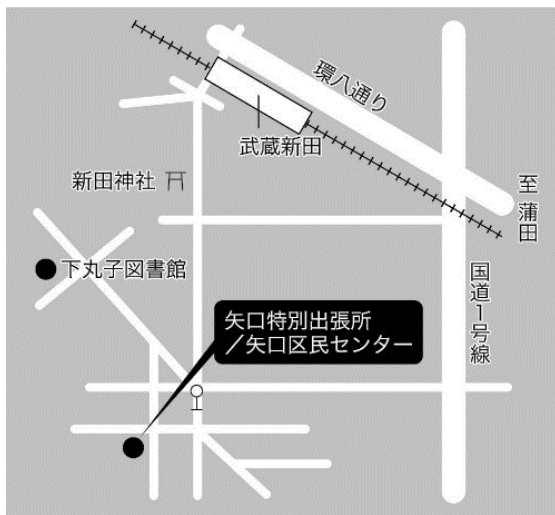 環八通り
武蔵新田
新田神社
至 蒲田
下丸子図書館
国道1号線
矢口特別出張所
／矢口区民センター